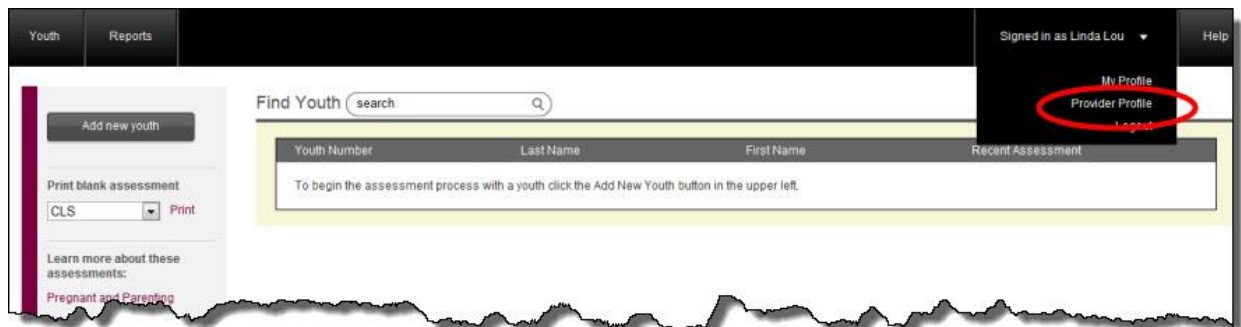 Youth
Reports
Signed in as Linda Lou
Help
My Profile
Provider Profile
Logout
Add new youth
Print blank assessment
CLS
Print
Learn more about these
assessments:
Pregnant and Parenting
Find Youth
search
Youth Number
Last Name
First Name
Recent Assessment
To begin the assessment process with a youth click the Add New Youth button in the upper left.